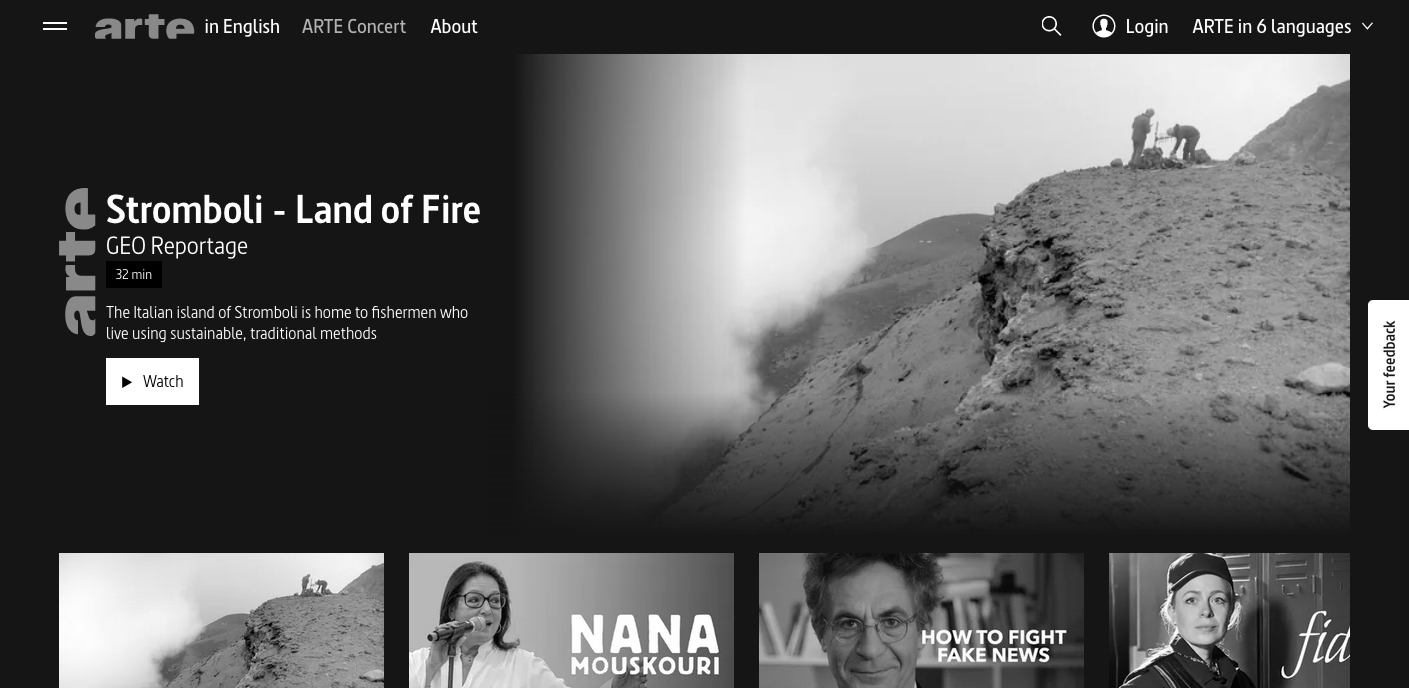 arte in English ARTE Concert About Login ARTE in 6 languages
arte
Stromboli - Land of Fire
GEO Reportage
32 min
The Italian island of Stromboli is home to fishermen who
live using sustainable, traditional methods
Watch
Your feedback
NANA
MOUSKOURI
HOW TO FIGHT
FAKE NEWS
fid